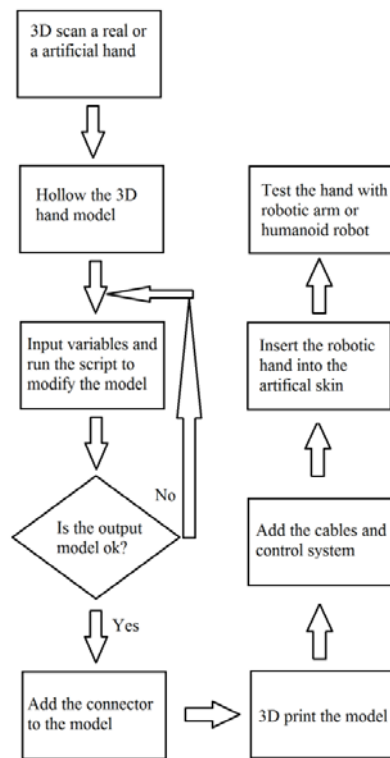 3D scan a real or
a artificial hand
Hollow the 3D
hand model
Input variables and
run the script to
modify the model
Is the output
model ok?
No
Yes
Add the connector
to the model
3D print the model
Add the cables and
control system
Insert the robotic
hand into the
artifical skin
Test the hand with
robotic arm or
humanoid robot